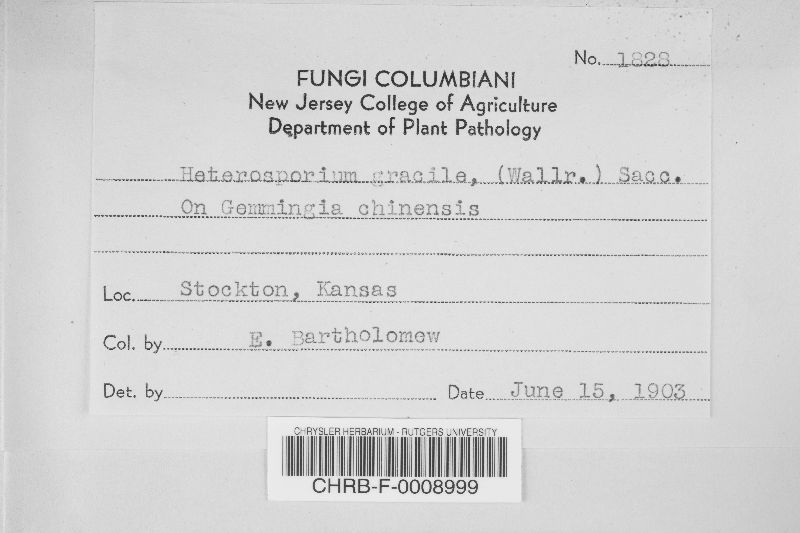 No. 1828
FUNGI COLUMBIANI
New Jersey College of Agriculture
Department of Plant Pathology
Heterosporium gracile, (Wallr.) Sacc.
On Gemmingia chinensis
Loc. Stockton, Kansas
Col. by E. Bartholomew
Det. by Date June 15, 1903
CHRYSLER HERBARIUM - RUTGERS UNIVERSITY
CHRB-F-0008999